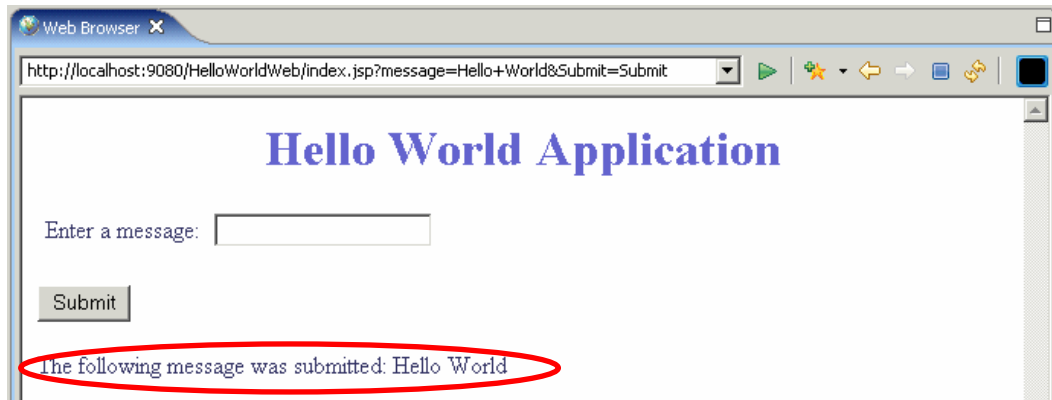 Web Browser
http://localhost:9080/HelloWorldWeb/index.jsp?message=Hello+World&Submit=Submit
Hello World Application
Enter a message:
Submit
The following message was submitted: Hello World